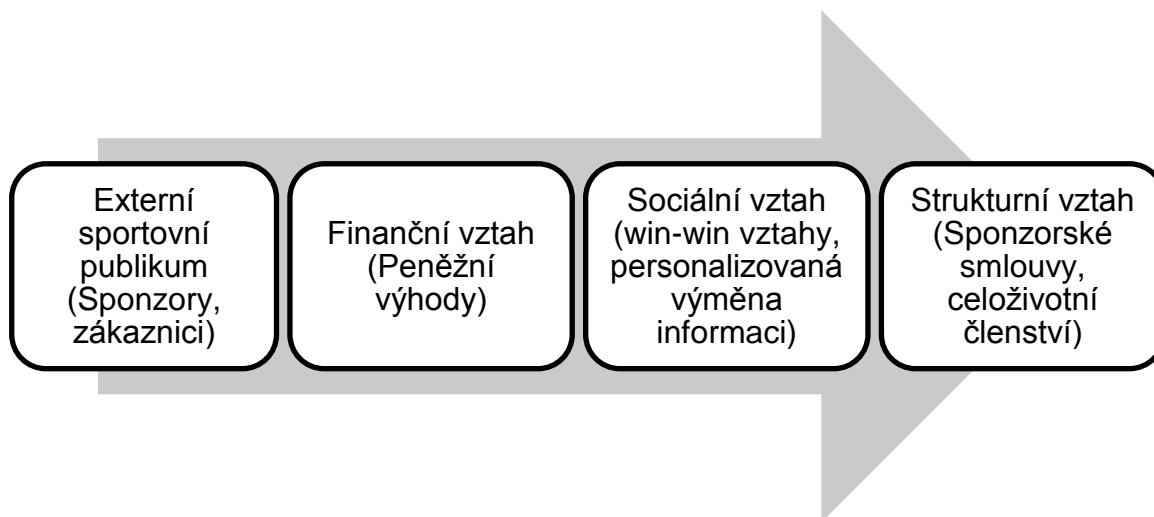 Externí
sportovní
publikum
(Sponzory,
zákaznici)
Finanční vztah
(Peněžní
výhody)
Sociální vztah
(win-win vztahy,
personalizovaná
výměna
informaci)
Strukturní vztah
(Sponzorské
smlouvy,
celoživotní
členství)